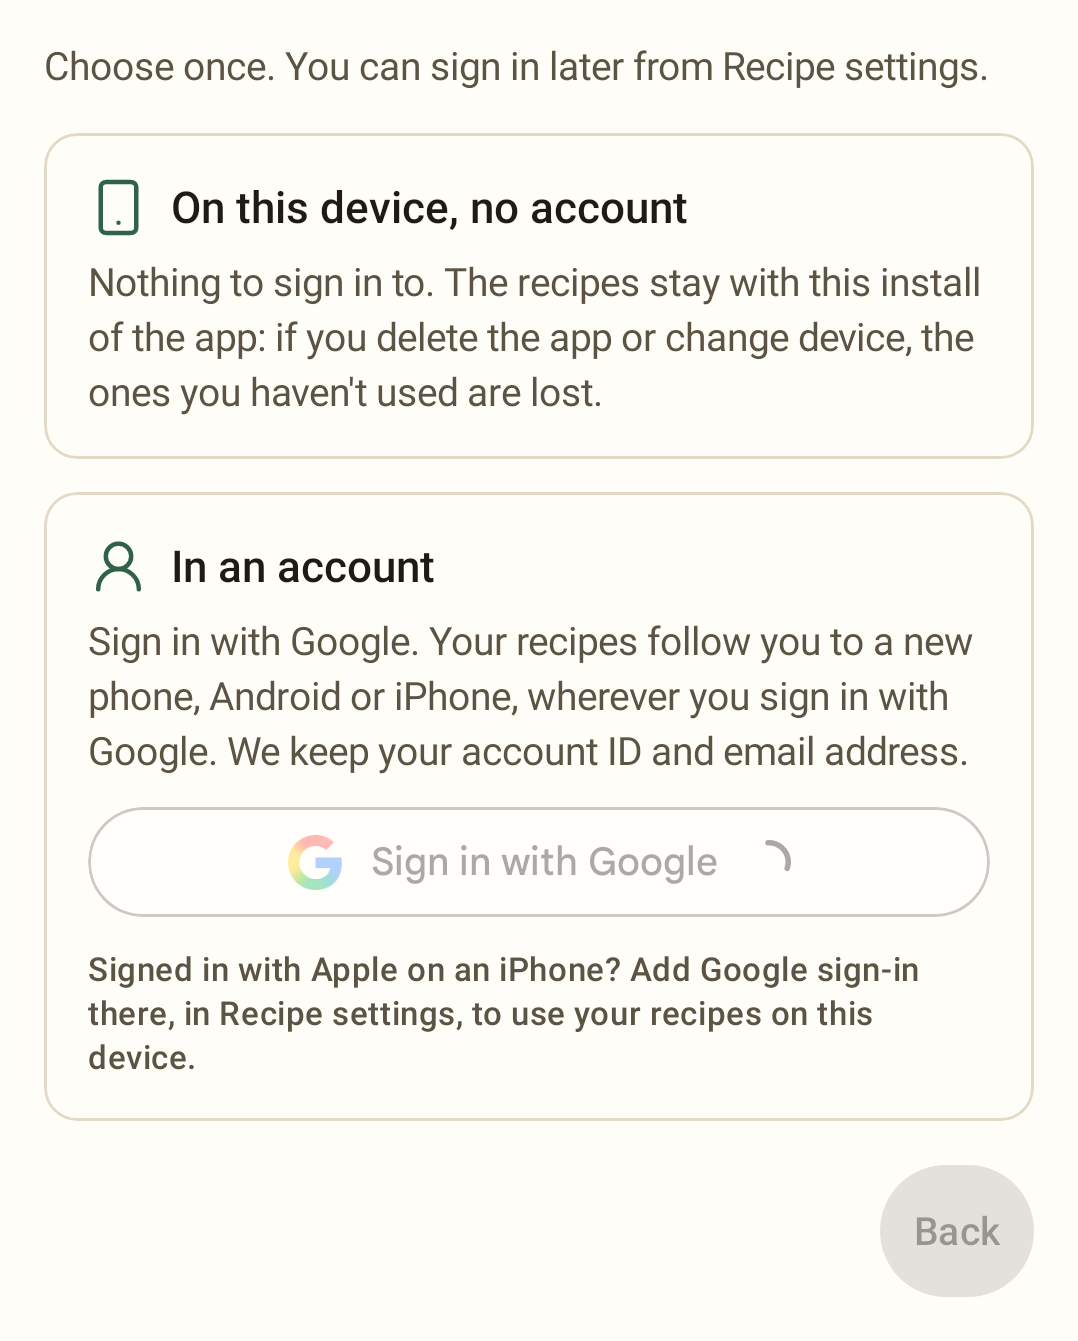 Choose once. You can sign in later from Recipe settings.
On this device, no account
Nothing to sign in to. The recipes stay with this install
of the app: if you delete the app or change device, the
ones you haven't used are lost.
In an account
Sign in with Google. Your recipes follow you to a new
phone, Android or iPhone, wherever you sign in with
Google. We keep your account ID and email address.
Sign in with Google
Signed in with Apple on an iPhone? Add Google sign-in
there, in Recipe settings, to use your recipes on this
device.
Back